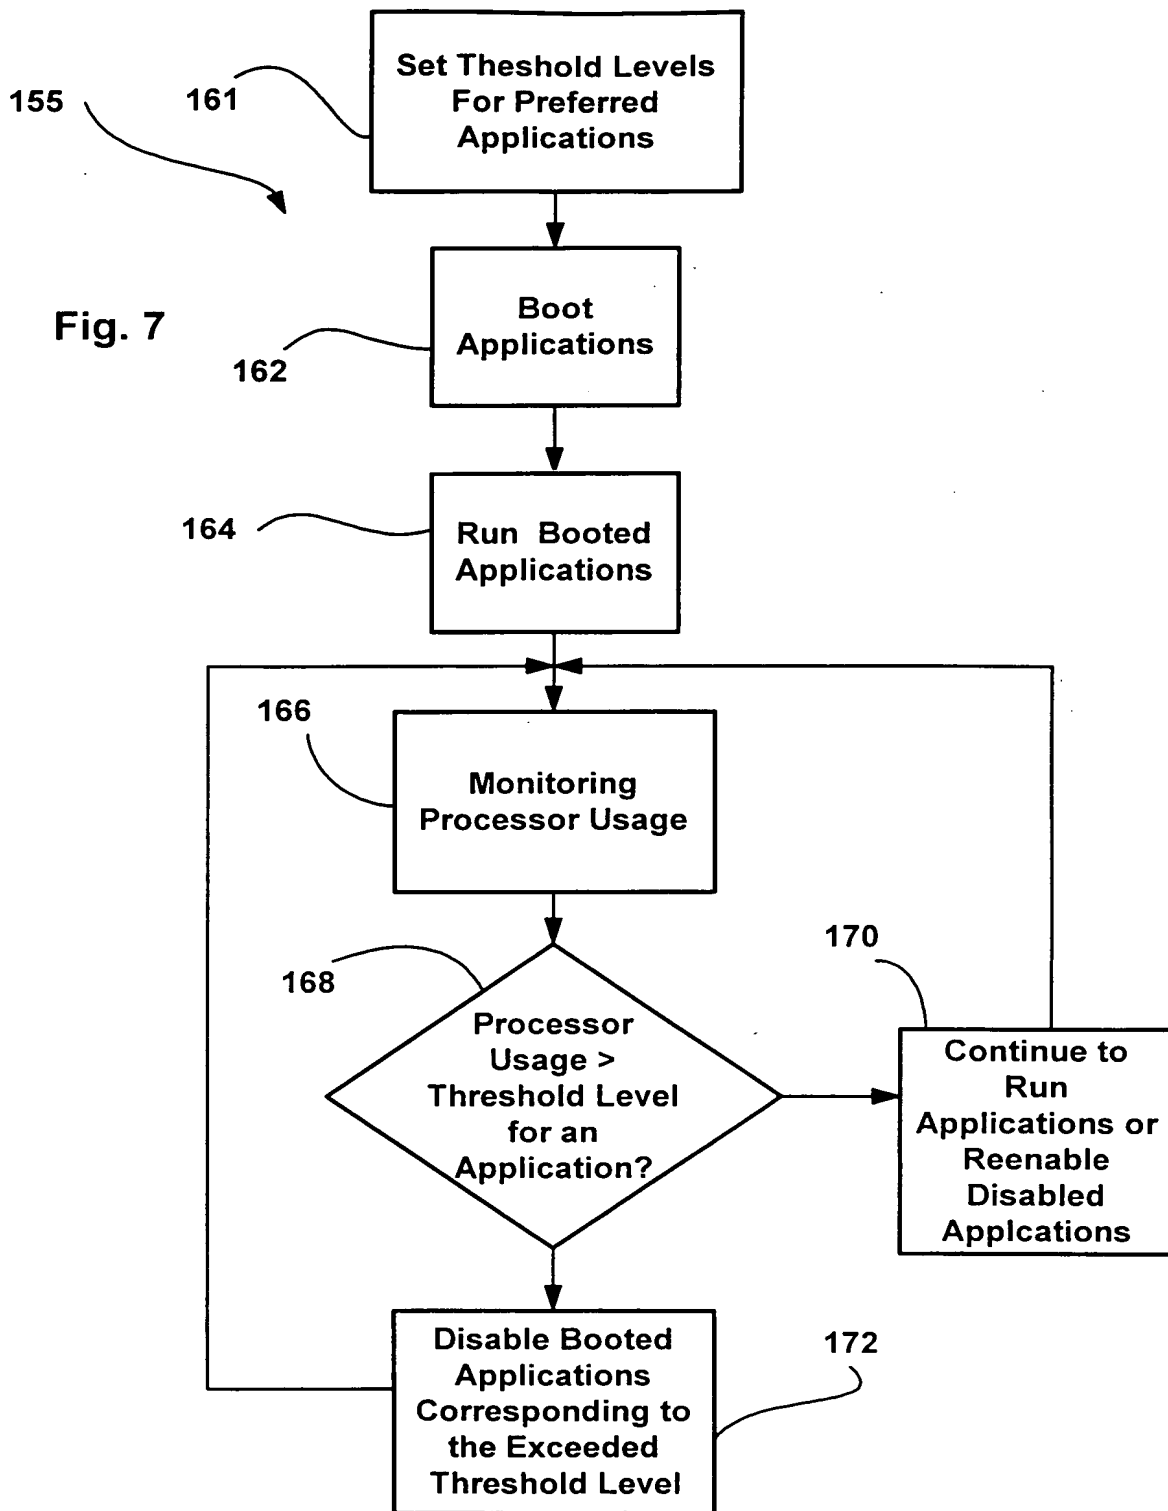 Set Theshold Levels
For Preferred
Applications
155
161
Fig. 7
Boot
Applications
162
164
Run Booted
Applications
166
Monitoring
Processor Usage
168
Processor
Usage >
Threshold Level
for an
Application?
170
Continue to
Run
Applications or
Reenable
Disabled
Applcations
Disable Booted
Applications
Corresponding to
the Exceeded
Threshold Level
172